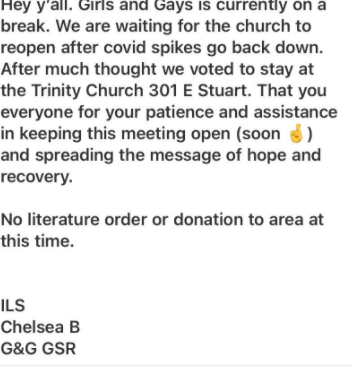 Hey y'all. Girls and Gays is currently on a
break. We are waiting for the church to
reopen after covid spikes go back down.
After much thought we voted to stay at
the Trinity Church 301 E Stuart. That you
everyone for your patience and assistance
in keeping this meeting open (soon 🤞)
and spreading the message of hope and
recovery.
No literature order or donation to area at
this time.
ILS
Chelsea B
G&G GSR